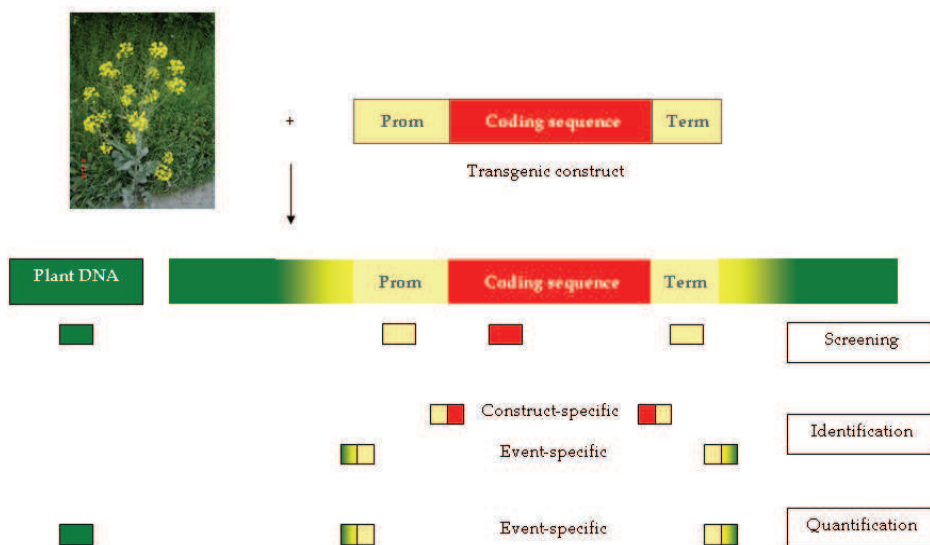 +
Prom Coding sequence Term
Transgenic construct
Plant DNA
Prom Coding sequence Term
Screening
Construct-specific
Identification
Event-specific
Event-specific
Quantification